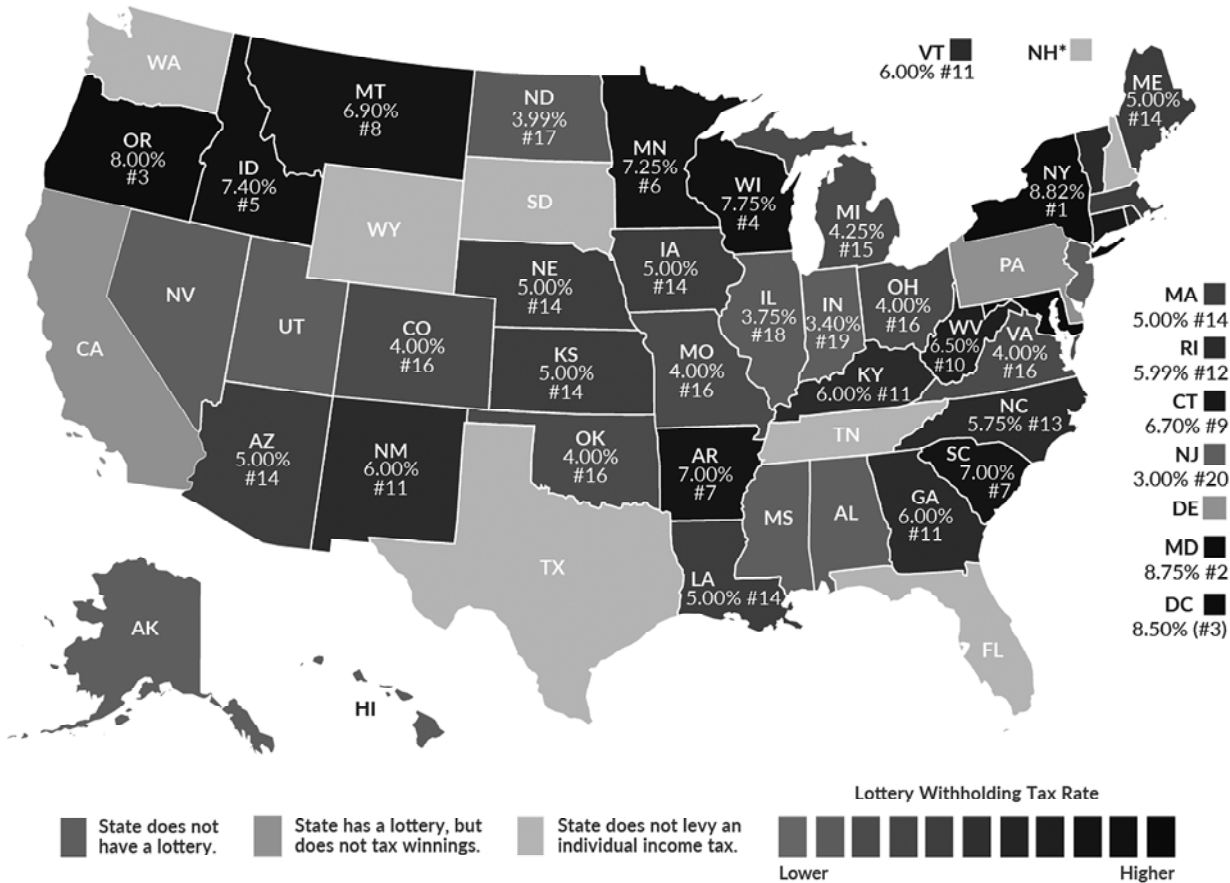 WA
VT
6.00% #11
NH*
ME
5.00%
#14
MT
6.90%
#8
ND
3.99%
#17
OR
8.00%
#3
ID
7.40%
#5
MN
7.25%
#6
WI
7.75%
#4
NY
8.82%
#1
MI
4.25%
#15
SD
WY
IA
5.00%
#14
NE
5.00%
#14
PA
NV
UT
CO
4.00%
#16
IL
3.75%
#18
IN
3.40%
#19
OH
4.00%
#16
WV
6.50%
#10
VA
4.00%
#16
CA
KS
5.00%
#14
MO
4.00%
#16
KY
6.00% #11
NC
5.75% #13
TN
AZ
5.00%
#14
NM
6.00%
#11
OK
4.00%
#16
AR
7.00%
#7
SC
7.00%
#7
MS
AL
GA
6.00%
#11
TX
LA
5.00% #14
FL
AK
HI
MA
5.00% #14
RI
5.99% #12
CT
6.70% #9
NJ
3.00% #20
DE
MD
8.75% #2
DC
8.50% (#3)
State does not
have a lottery.
State has a lottery, but
does not tax winnings.
State does not levy an
individual income tax.
Lottery Withholding Tax Rate
Lower
Higher